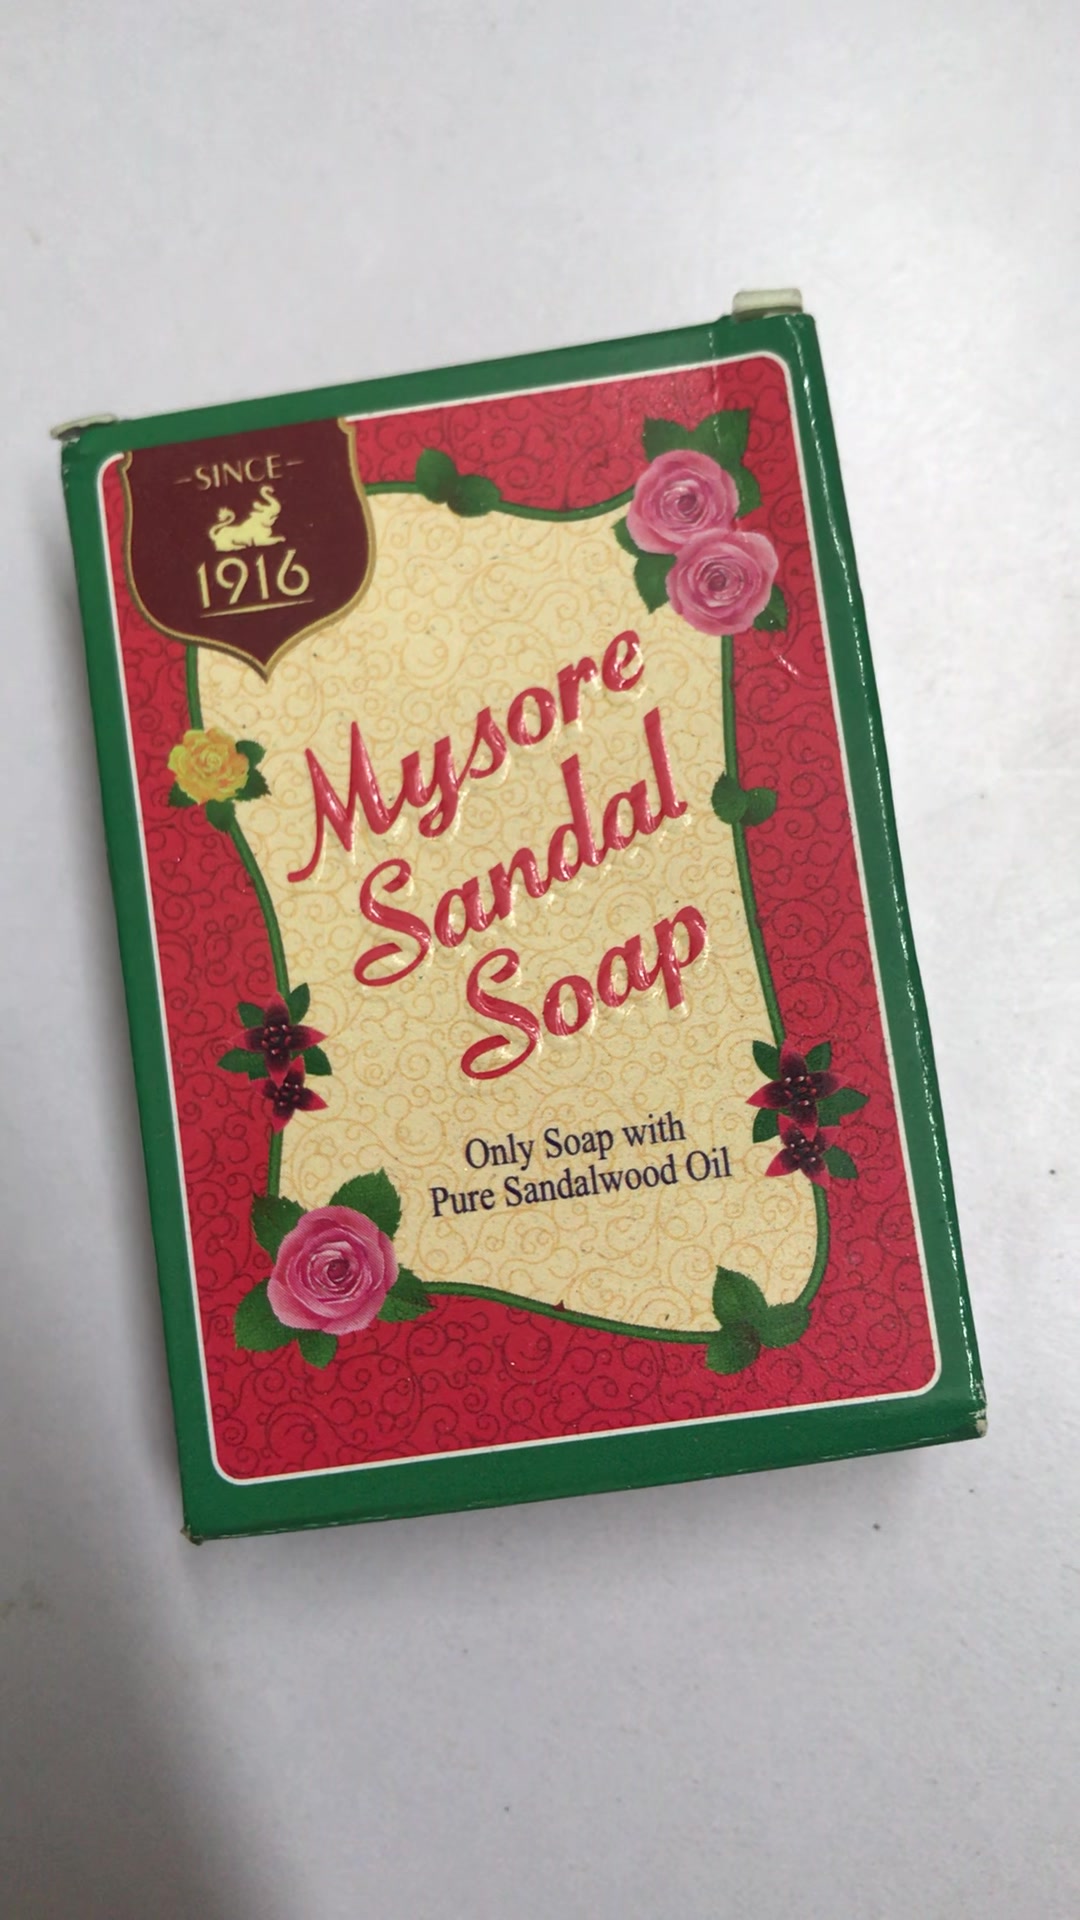 -SINCE-
1916
Mysore
Sandal
Soap
Only Soap with
Pure Sandalwood Oil